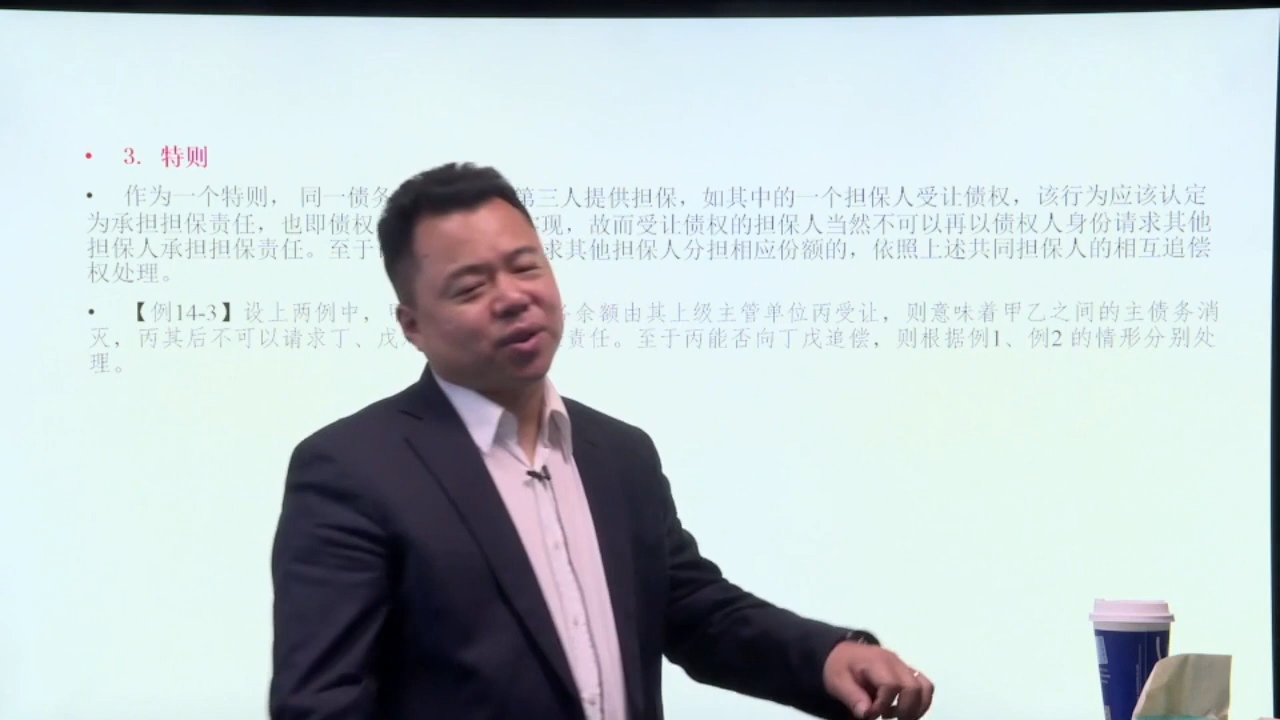 • 3. 特则
• 作为一个特则，同一债务 第三人提供担保，如其中的一个担保人受让债权，该行为应该认定
为承担担保责任，也即债权 实现，故而受让债权的担保人当然不可以再以债权人身份请求其他
担保人承担担保责任。至于 求其他担保人分担相应份额的，依照上述共同担保人的相互追偿
权处理。
• 【例14-3】设上两例中， 余额由其上级主管单位丙受让，则意味着甲乙之间的主债务消
灭，丙其后不可以请求丁、戊 责任。至于丙能否向丁戊追偿，则根据例1、例2 的情形分别处
理。